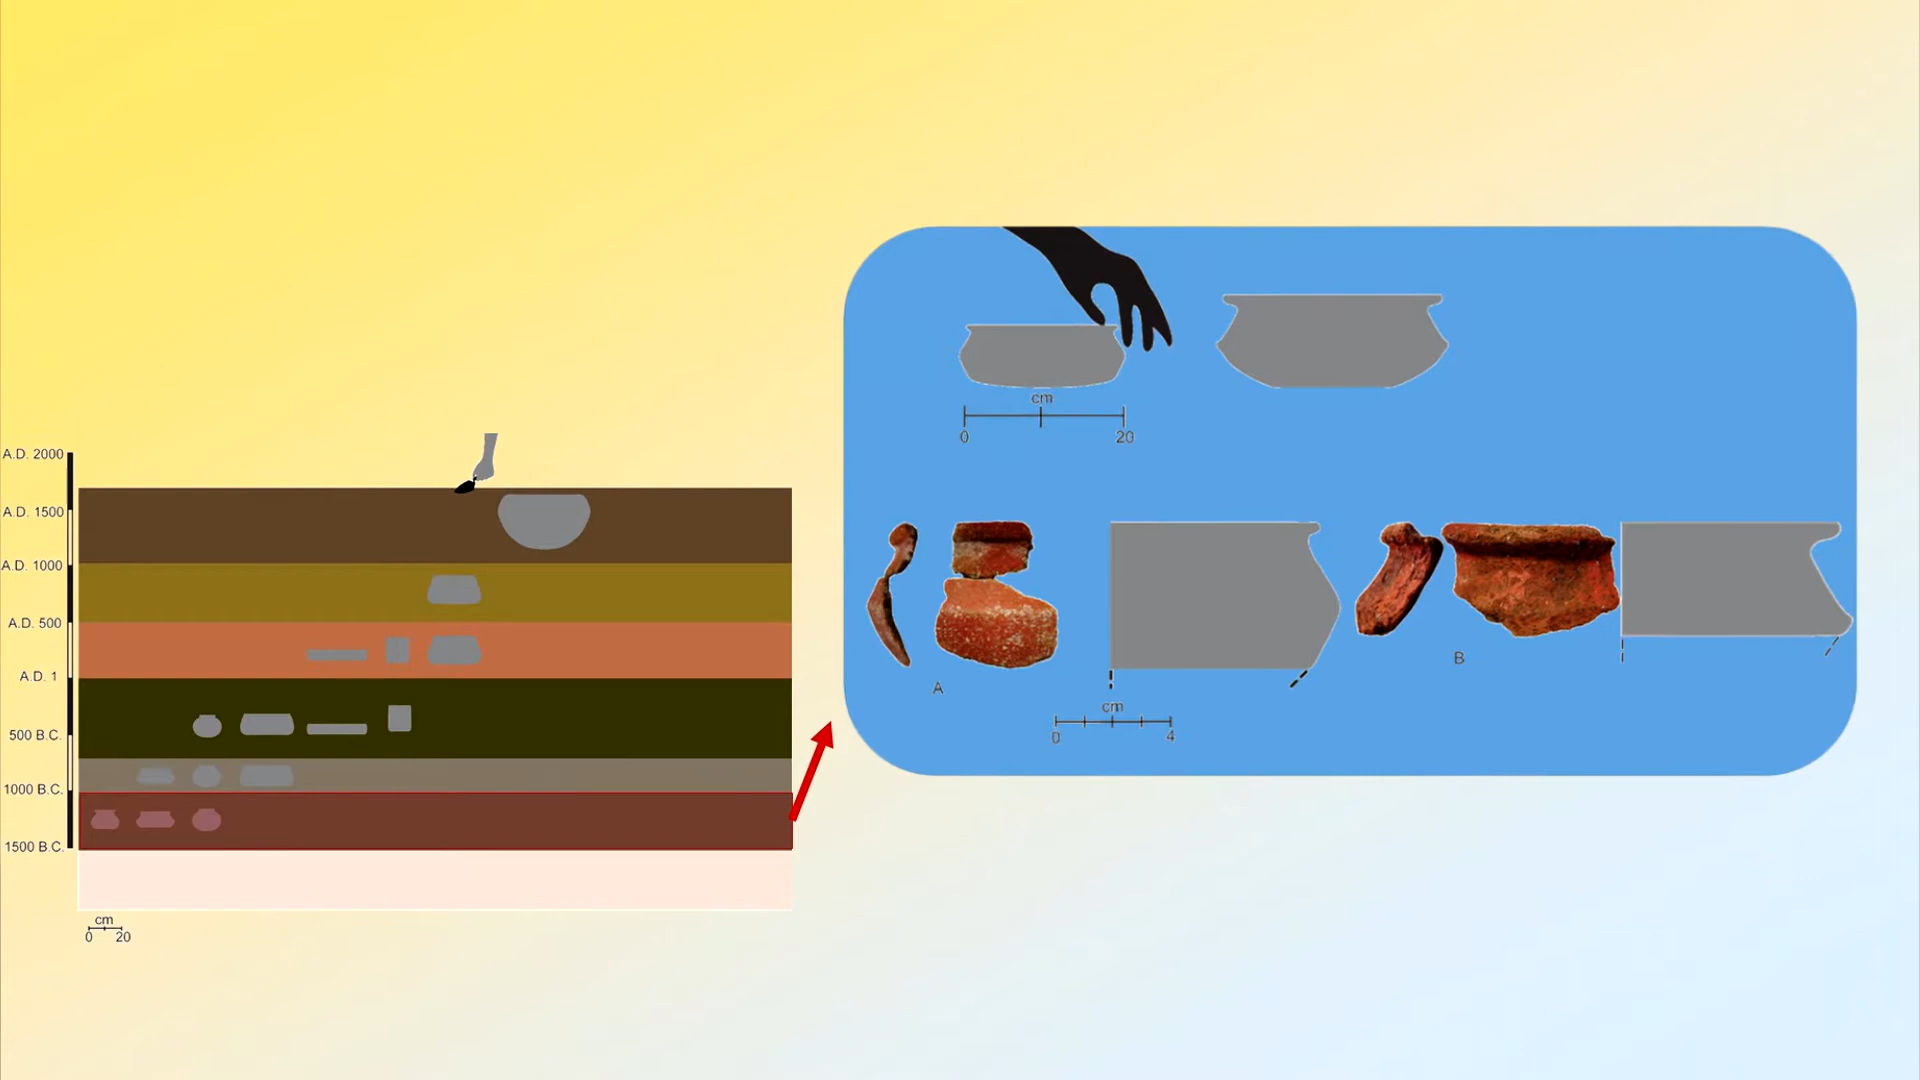 A.D. 2000
A.D. 1500
A.D. 1000
A.D. 500
A.D. 1
500 B.C.
1000 B.C.
1500 B.C.
cm
0 20
cm
0 20
A
B
cm
0 4